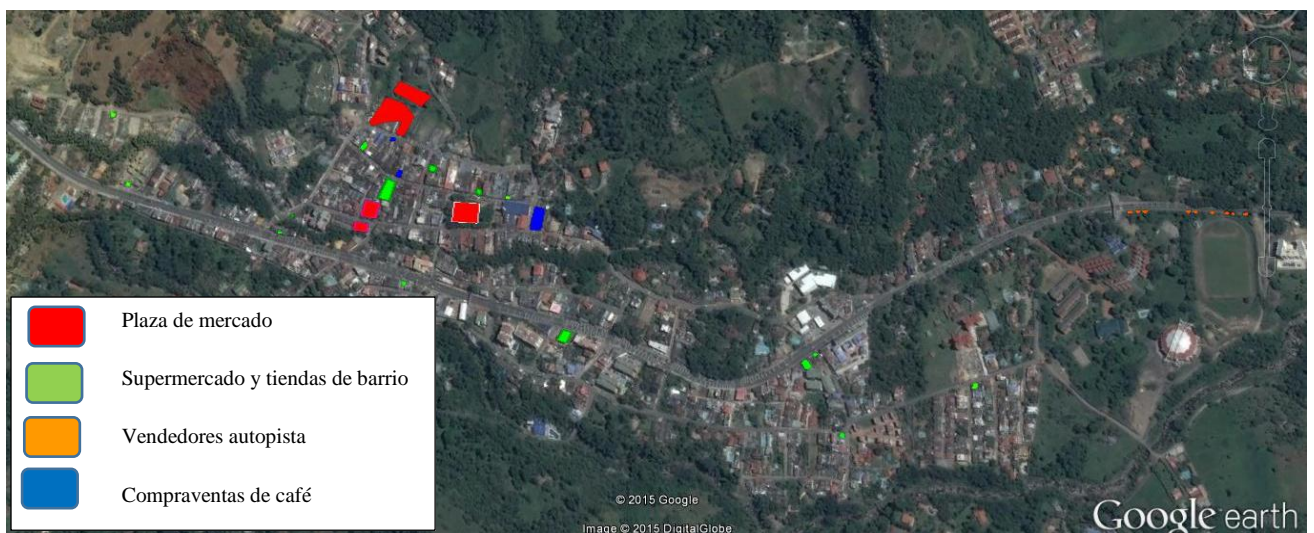 Plaza de mercado
Supermercado y tiendas de barrio
Vendedores autopista
Compraventas de café
© 2015 Google
Image © 2015 DigitalGlobe
Google earth